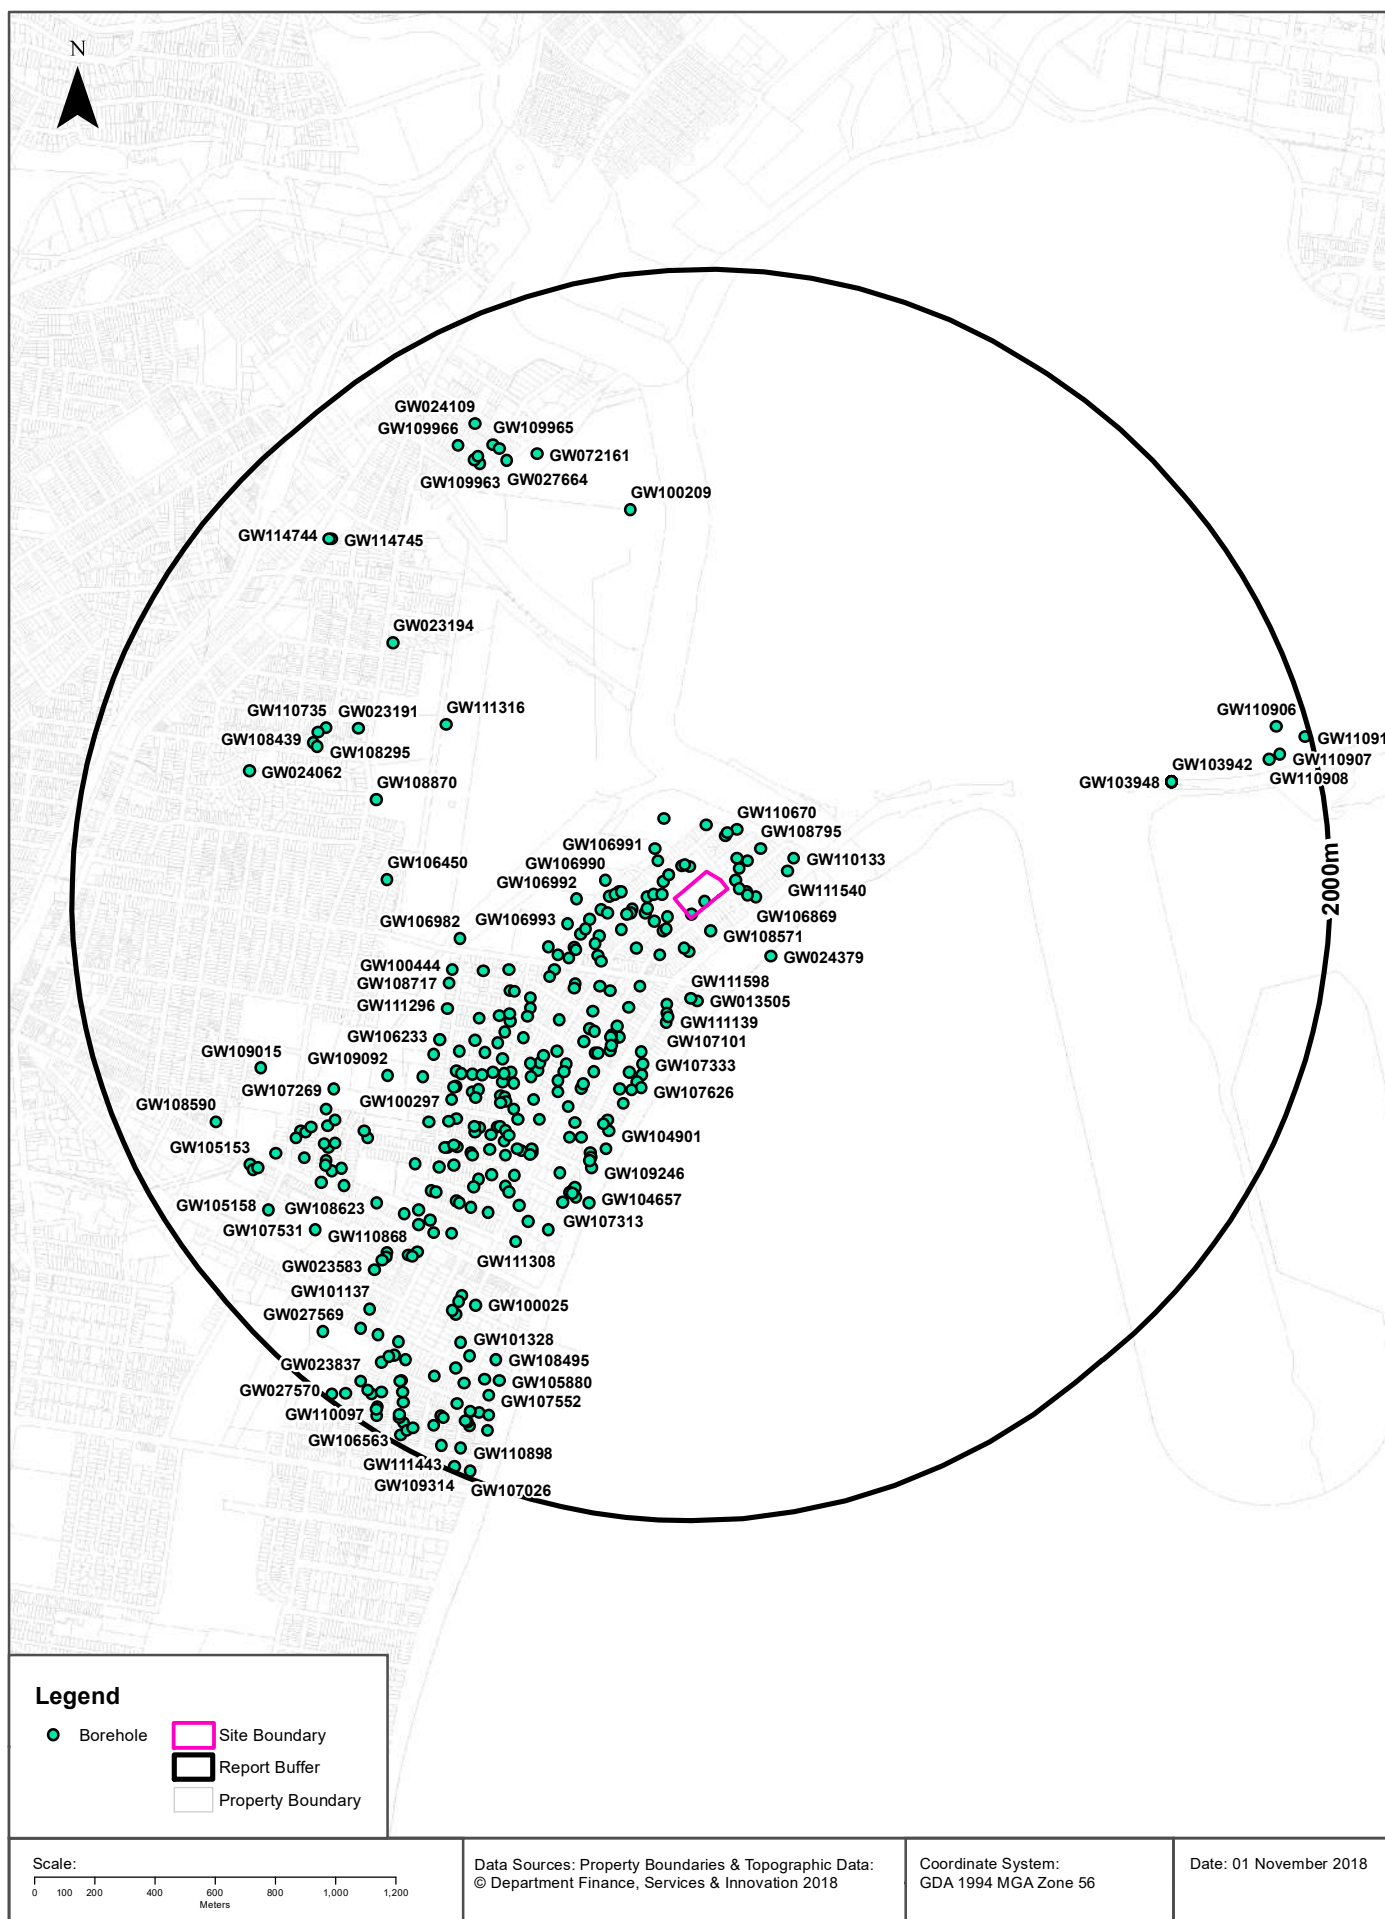 N
GW024109
GW109966
GW109965
GW072161
GW109963
GW027664
GW100209
GW114744
GW114745
GW023194
GW110735
GW023191
GW111316
GW108439
GW108295
GW024062
GW108870
GW110906
GW11091
GW103942
GW110907
GW103948
GW110908
GW110670
GW106991
GW108795
GW106990
GW110133
GW106450
GW106992
GW111540
2000m
GW106982
GW106993
GW106869
GW108571
GW024379
GW100444
GW108717
GW111598
GW013505
GW111296
GW111139
GW106233
GW107101
GW109015
GW109092
GW107333
GW107269
GW107626
GW108590
GW100297
GW104901
GW105153
GW109246
GW105158
GW108623
GW104657
GW107531
GW110868
GW107313
GW023583
GW111308
GW101137
GW100025
GW027569
GW101328
GW023837
GW108495
GW027570
GW105880
GW110097
GW107552
GW106563
GW110898
GW111443
GW109314
GW107026
Legend
Borehole
Site Boundary
Report Buffer
Property Boundary
Scale:
0 100 200 400 600 800 1,000 1,200
Meters
Data Sources: Property Boundaries & Topographic Data:
© Department Finance, Services & Innovation 2018
Coordinate System:
GDA 1994 MGA Zone 56
Date: 01 November 2018